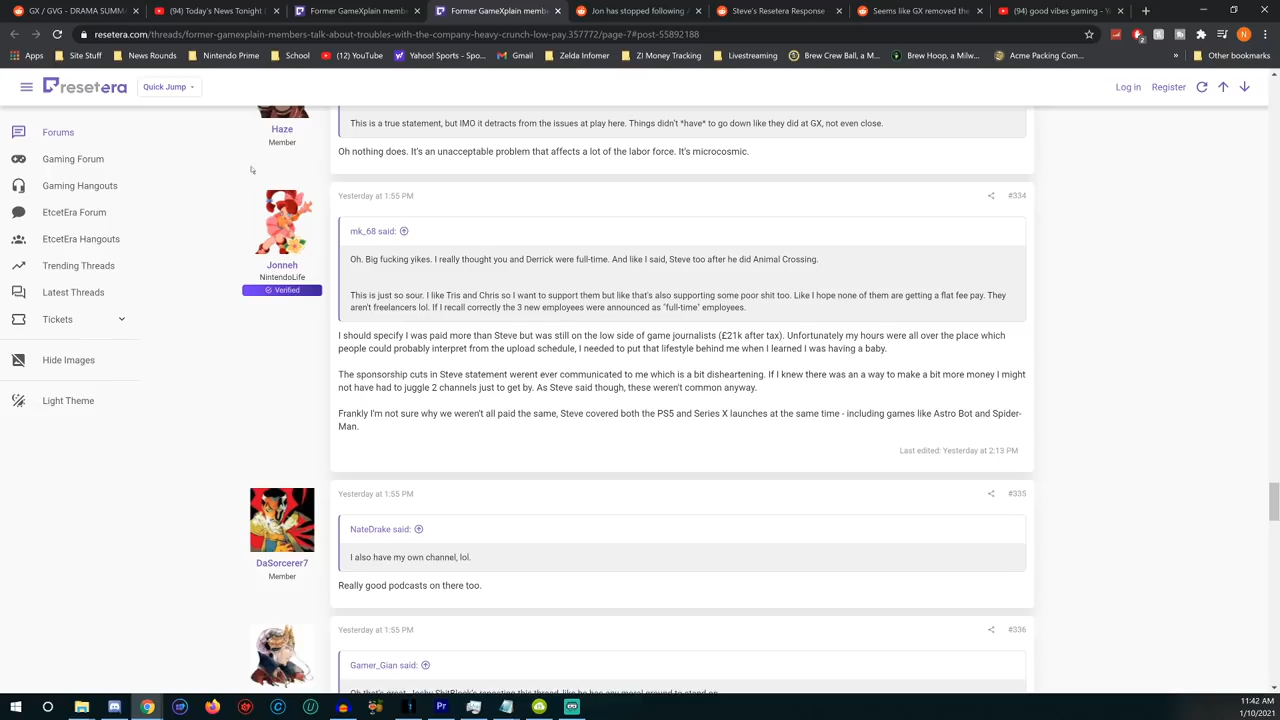 GX / GVG - DRAMA SUMM
(94) Today's News Tonight |
Former GameXplain Members T
Former GameXplain membe
Jon has stopped following A
Steve's Resetera Response
Seems like GX removed the
(94) good vibes gaming - Y
resetera.com/threads/former-gamexplain-members-talk-about-troubles-with-the-company-heavy-crunch-low-pay.357772/page-7#post-55892188
Apps
Site Stuff
News Rounds
Nintendo Prime
School
(12) YouTube
Yahoo! Sports - Spo...
Gmail
Zelda Infomer
ZI Money Tracking
Livestreaming
Brew Crew Ball, a M...
Brew Hoop, a Milw...
Acme Packing Com...
»
Other bookmarks
resetera
Quick Jump
Log in
Register
Forums
Gaming Forum
Gaming Hangouts
EtcetEra Forum
EtcetEra Hangouts
Trending Threads
Latest Threads
Tickets
Hide Images
Light Theme
Haze
Member
This is a true statement, but IMO it detracts from the issues at play here. Things didn't *have* to go down like they did at GX, not even close.
Oh nothing does. It's an unacceptable problem that affects a lot of the labor force. It's microcosmic.
Jonneh
NintendoLife
Verified
Yesterday at 1:55 PM
#334
mk_68 said:
Oh. Big fucking yikes. I really thought you and Derrick were full-time. And like I said, Steve too after he did Animal Crossing.
This is just so sour. I like Tris and Chris so I want to support them but like that's also supporting some poor shit too. Like I hope none of them are getting a flat fee pay. They
aren't freelancers lol. If I recall correctly the 3 new employees were announced as "full-time" employees.
I should specify I was paid more than Steve but was still on the low side of game journalists (£21k after tax). Unfortunately my hours were all over the place which
people could probably interpret from the upload schedule, I needed to put that lifestyle behind me when I learned I was having a baby.
The sponsorship cuts in Steve statement werent ever communicated to me which is a bit disheartening. If I knew there was an a way to make a bit more money I might
not have had to juggle 2 channels just to get by. As Steve said though, these weren't common anyway.
Frankly I'm not sure why we weren't all paid the same, Steve covered both the PS5 and Series X launches at the same time - including games like Astro Bot and Spider-
Man.
Last edited: Yesterday at 2:13 PM
DaSorcerer7
Member
Yesterday at 1:55 PM
#335
NateDrake said:
I also have my own channel, lol.
Really good podcasts on there too.
Yesterday at 1:55 PM
#336
Gamer_Gian said:
11:42 AM
1/10/2021